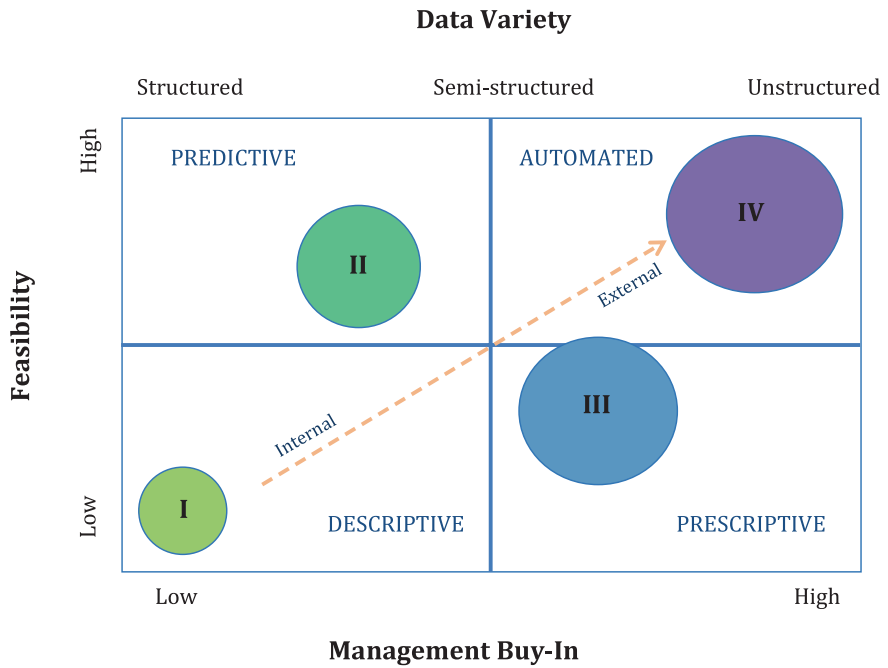 Data Variety
Structured
Semi-structured
Unstructured
High
PREDICTIVE
AUTOMATED
IV
II
External
Feasibility
III
Internal
I
Low
DESCRIPTIVE
PRESCRIPTIVE
Low
High
Management Buy-In